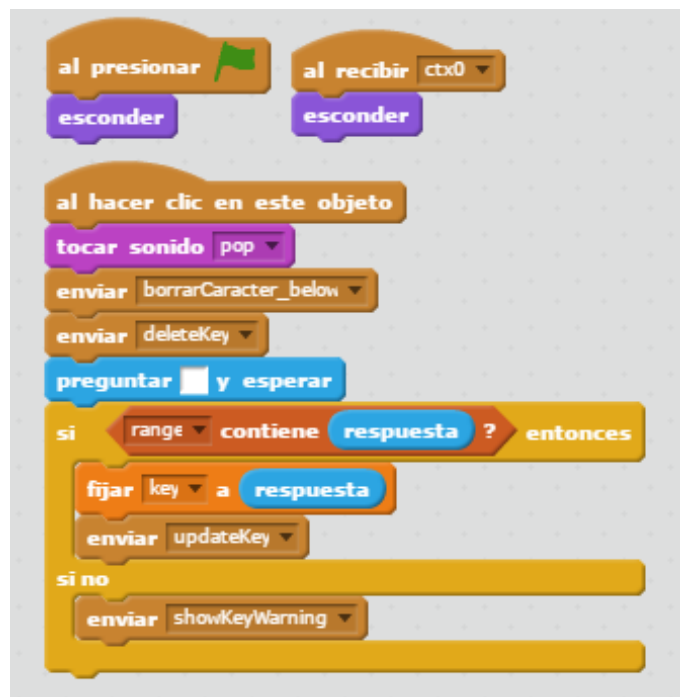 al presionar
esconder
al recibir ctx0
esconder
al hacer clic en este objeto
tocar sonido pop
enviar borrarCaracter_below
enviar deleteKey
preguntar y esperar
si range contiene respuesta ? entonces
fijar key a respuesta
enviar updateKey
si no
enviar showKeyWarning